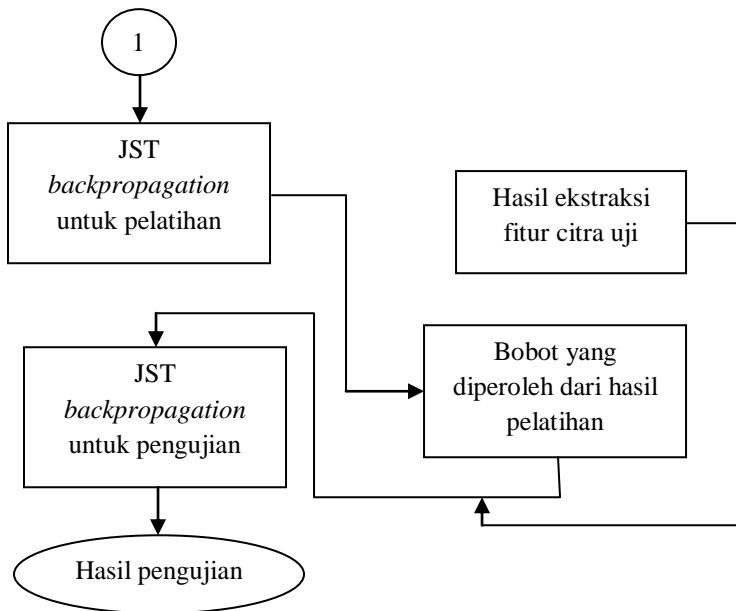 1
JST
backpropagation
untuk pelatihan
Hasil ekstraksi
fitur citra uji
Bobot yang
diperoleh dari hasil
pelatihan
JST
backpropagation
untuk pengujian
Hasil pengujian